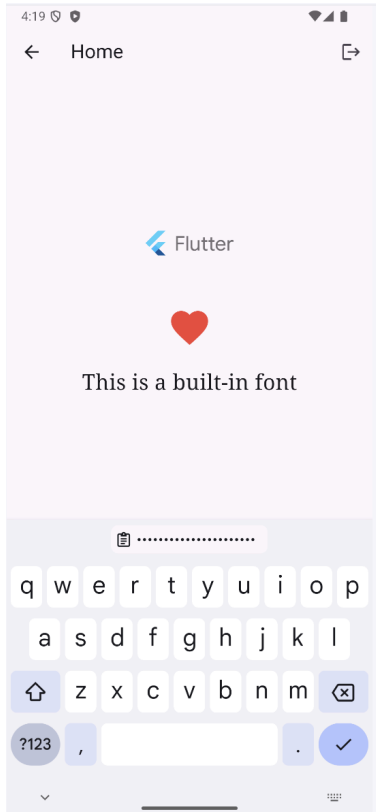 4:19
Home
Flutter
This is a built-in font
•••••••••••••••••••••••
q w e r t y u i o p
a s d f g h j k l
z x c v b n m
?123 , .